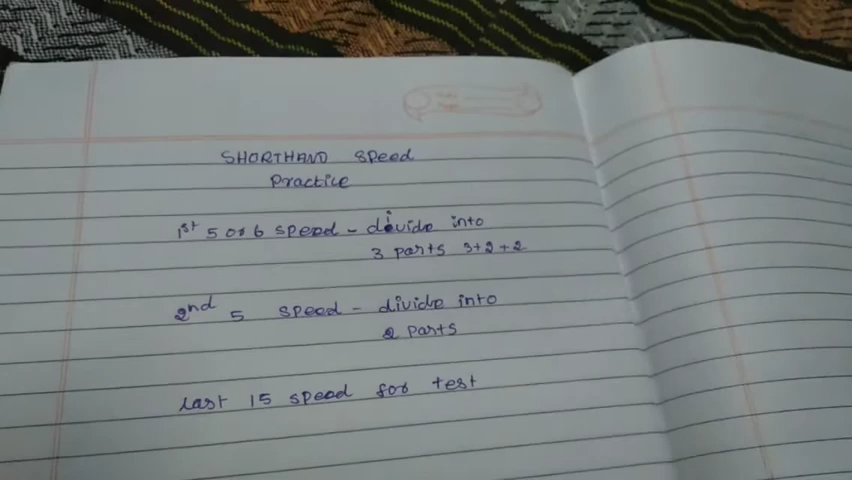 SHORTHAND Speed
Practice
1st 5 or 6 speed - divide into
3 parts 3+2+2
2nd 5 speed - divide into
2 parts
Last 15 speed for test